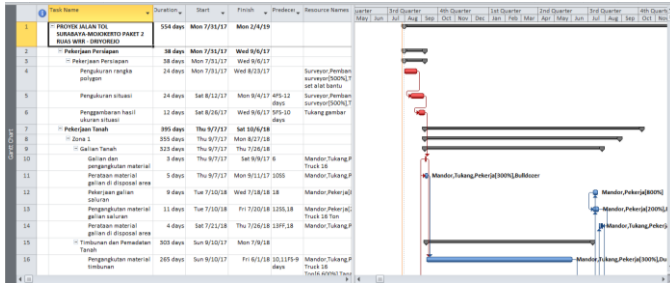 Task Name Duration Start Finish Predeces Resource Names
uarter 3rd Quarter 4th Quarter 1st Quarter 2nd Quarter 3rd Quarter 4th Quarter
May Jun Jul Aug Sep Oct Nov Dec Jan Feb Mar Apr May Jun Jul Aug Sep Oct Nov
Gantt Chart
1 PROYEK JALAN TOL 554 days Mon 7/31/17 Mon 2/4/19
SURABAYA-MOJOKERTO PAKET 2
RUAS WRR - DRIYOREJO
2 Pekerjaan Persiapan 38 days Mon 7/31/17 Wed 9/6/17
3 Pekerjaan Persiapan 38 days Mon 7/31/17 Wed 9/6/17
4 Pengukuran rangka 24 days Mon 7/31/17 Wed 8/23/17 Surveyor,Pemban
polygon surveyor[500%],T
set alat bantu
5 Pengukuran situasi 24 days Sat 8/12/17 Mon 9/4/17 4FS-12 Surveyor,Pemban
days surveyor[500%],T
6 Penggambaran hasil 12 days Sat 8/26/17 Wed 9/6/17 5FS-10 Tukang gambar
ukuran situasi days
7 Pekerjaan Tanah 395 days Thu 9/7/17 Sat 10/6/18
8 Zona 1 355 days Thu 9/7/17 Mon 8/27/18
9 Galian Tanah 323 days Thu 9/7/17 Thu 7/26/18
10 Galian dan 3 days Thu 9/7/17 Sat 9/9/17 6 Mandor,Tukang,P
pengangkutan material Truck 16
11 Perataan material 5 days Thu 9/7/17 Mon 9/11/17 10SS Mandor,Tukang,P Mandor,Tukang,Pekerja[300%],Bulldozer
galian di disposal area
12 Pekerjaan galian 9 days Tue 7/10/18 Wed 7/18/18 18 Mandor,Pekerja[8 Mandor,Pekerja[800%]
saluran
13 Pengangkutan material 11 days Tue 7/10/18 Fri 7/20/18 12SS,18 Mandor,Pekerja[2 Mandor,Pekerja[200%],
galian saluran Truck 16 Ton
14 Perataan material 4 days Sat 7/21/18 Thu 7/26/18 13FF,18 Mandor,Tukang,P Mandor,Tukang,Peke
galian di disposal area
15 Timbunan dan Pemadatan 303 days Sun 9/10/17 Mon 7/9/18
Tanah
16 Pengangkutan material 265 days Sun 9/10/17 Fri 6/1/18 10,11FS-9 Mandor,Tukang,P Mandor,Tukang,Pekerja[300%],Du
timbunan days Truck 16